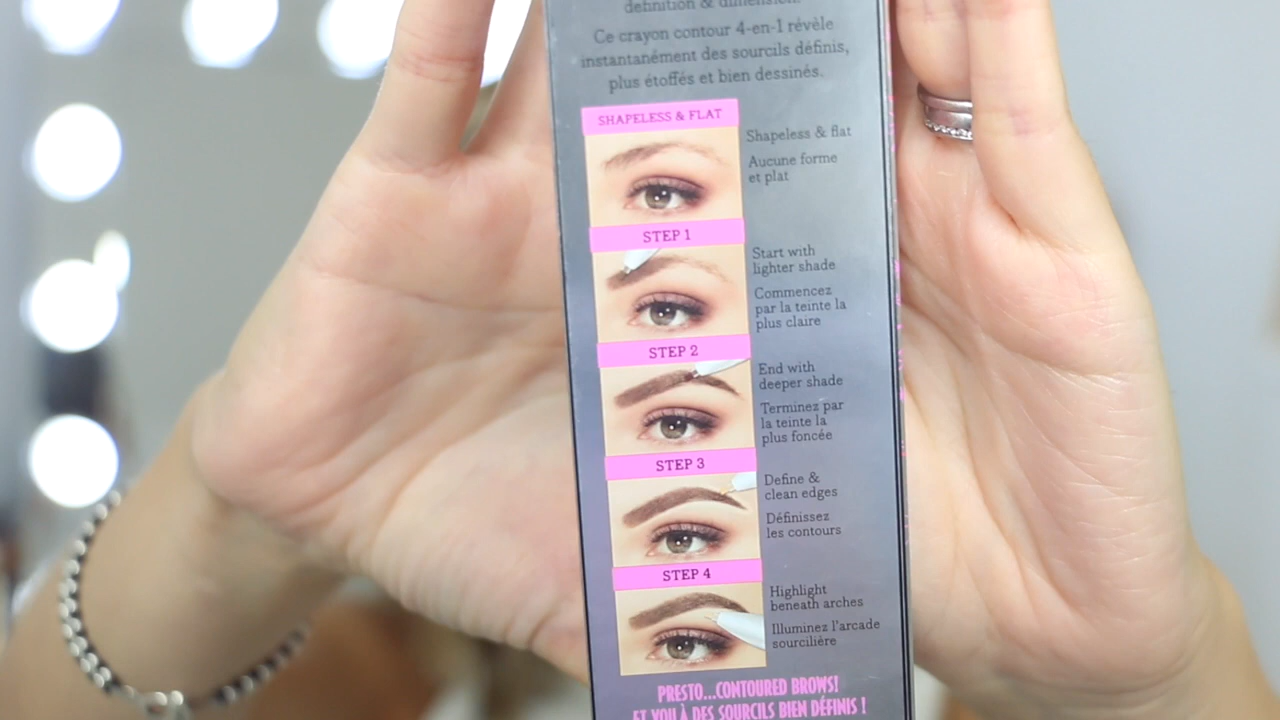 definition & dimension.
Ce crayon contour 4-en-1 révèle
instantanément des sourcils définis,
plus étoffés et bien dessinés.
SHAPELESS & FLAT
Shapeless & flat
Aucune forme
et plat
STEP 1
Start with
lighter shade
Commencez
par la teinte la
plus claire
STEP 2
End with
deeper shade
Terminez par
la teinte la
plus foncée
STEP 3
Define &
clean edges
Définissez
les contours
STEP 4
Highlight
beneath arches
Illuminez l'arcade
sourcilière
PRESTO...CONTOURED BROWS!
ET VOILÀ DES SOURCILS BIEN DÉFINIS !